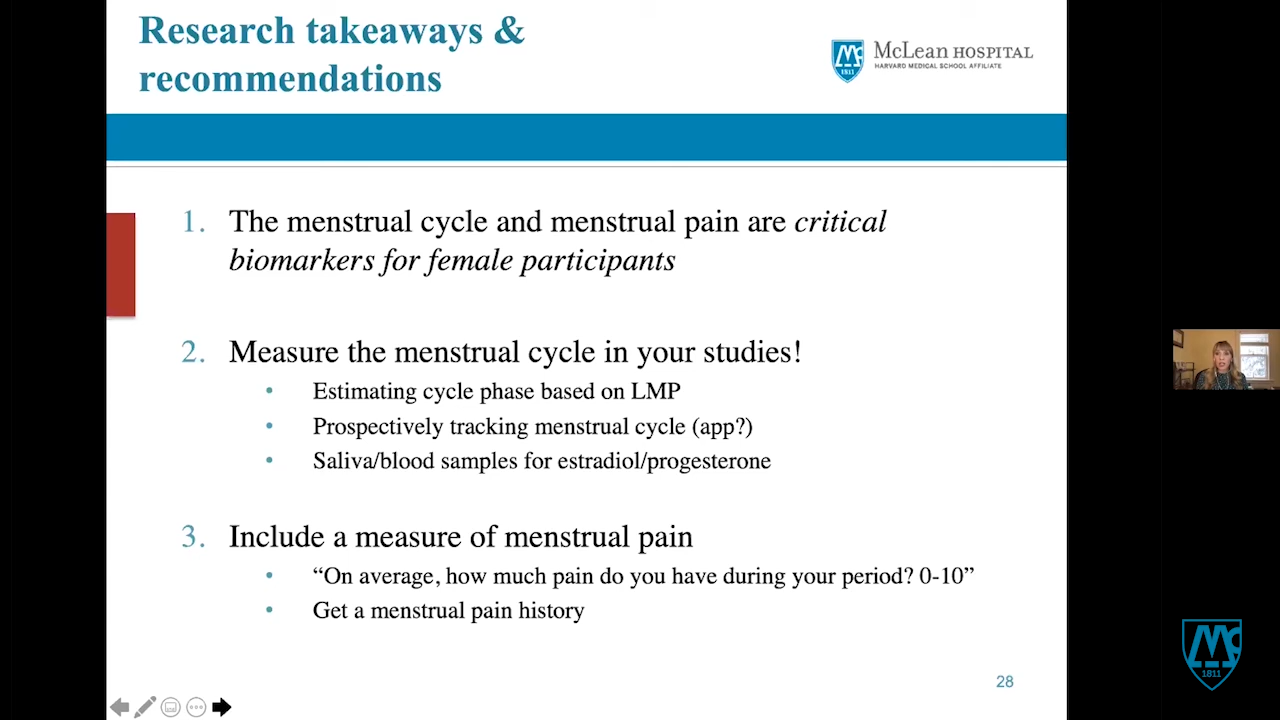 Research takeaways &
recommendations
McLean HOSPITAL
HARVARD MEDICAL SCHOOL AFFILIATE
1811
1. The menstrual cycle and menstrual pain are critical
biomarkers for female participants
2. Measure the menstrual cycle in your studies!
• Estimating cycle phase based on LMP
• Prospectively tracking menstrual cycle (app?)
• Saliva/blood samples for estradiol/progesterone
3. Include a measure of menstrual pain
• “On average, how much pain do you have during your period? 0-10”
• Get a menstrual pain history
28
1811